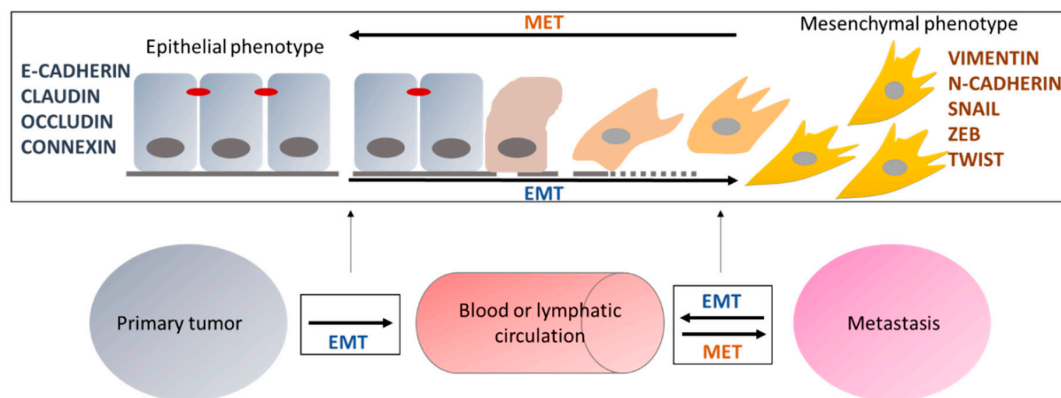 MET
Epithelial phenotype
Mesenchymal phenotype
E-CADHERIN
CLAUDIN
OCCLUDIN
CONNEXIN
VIMENTIN
N-CADHERIN
SNAIL
ZEB
TWIST
EMT
Primary tumor
EMT
Blood or lymphatic
circulation
EMT
MET
Metastasis